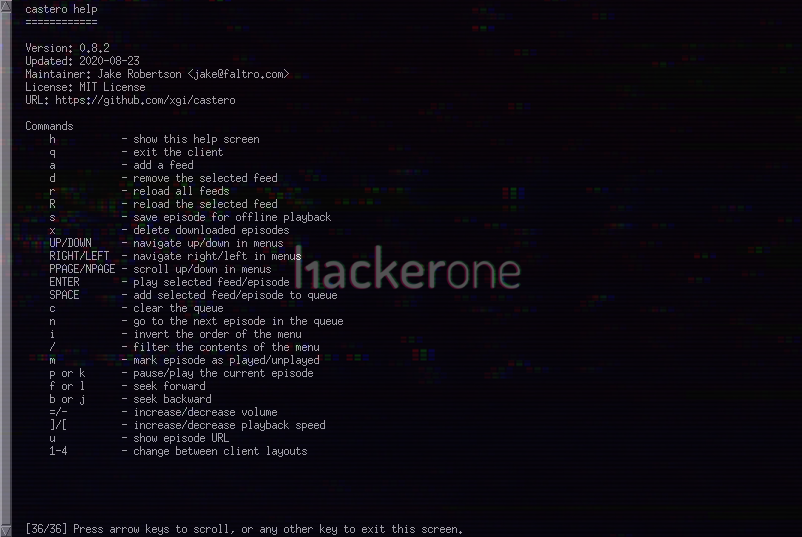 castero help
============
Version: 0.8.2
Updated: 2020-08-23
Maintainer: Jake Robertson <jake@faltro.com>
License: MIT License
URL: https://github.com/xgi/castero
Commands
h - show this help screen
q - exit the client
a - add a feed
d - remove the selected feed
r - reload all feeds
R - reload the selected feed
s - save episode for offline playback
x - delete downloaded episodes
UP/DOWN - navigate up/down in menus
RIGHT/LEFT - navigate right/left in menus
PPAGE/NPAGE - scroll up/down in menus
ENTER - play selected feed/episode
SPACE - add selected feed/episode to queue
c - clear the queue
n - go to the next episode in the queue
i - invert the order of the menu
/ - filter the contents of the menu
m - mark episode as played/unplayed
p or k - pause/play the current episode
f or l - seek forward
b or j - seek backward
=/- - increase/decrease volume
]/[ - increase/decrease playback speed
u - show episode URL
1-4 - change between client layouts
hackerone
[36/36] Press arrow keys to scroll, or any other key to exit this screen.